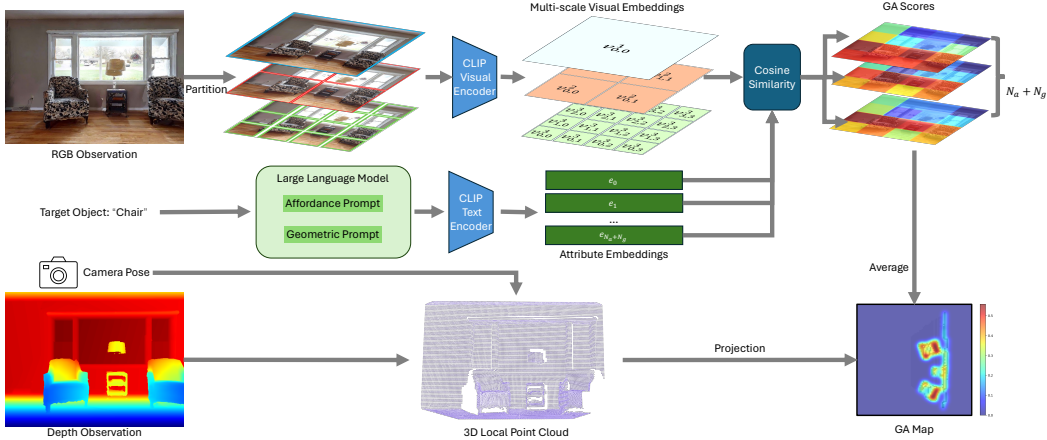 Multi-scale Visual Embeddings
GA Scores
Partition
CLIP
Visual
Encoder
Cosine
Similarity
$N_a + N_g$
RGB Observation
Large Language Model
Affordance Prompt
Geometric Prompt
Target Object: "Chair"
CLIP
Text
Encoder
$e_0$
$e_1$
...
$e_{N_a+N_g}$
Attribute Embeddings
Camera Pose
Average
Projection
Depth Observation
3D Local Point Cloud
GA Map